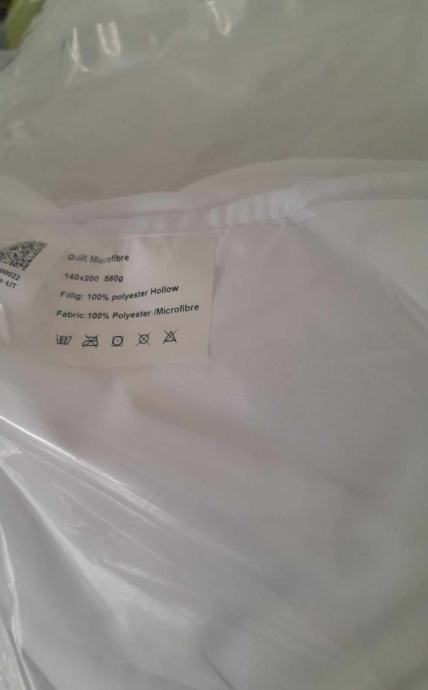 Quilt Microfibre
140x200 560g
Fillig: 100% polyester Hollow
Fabric:100% Polyester /Microfibre